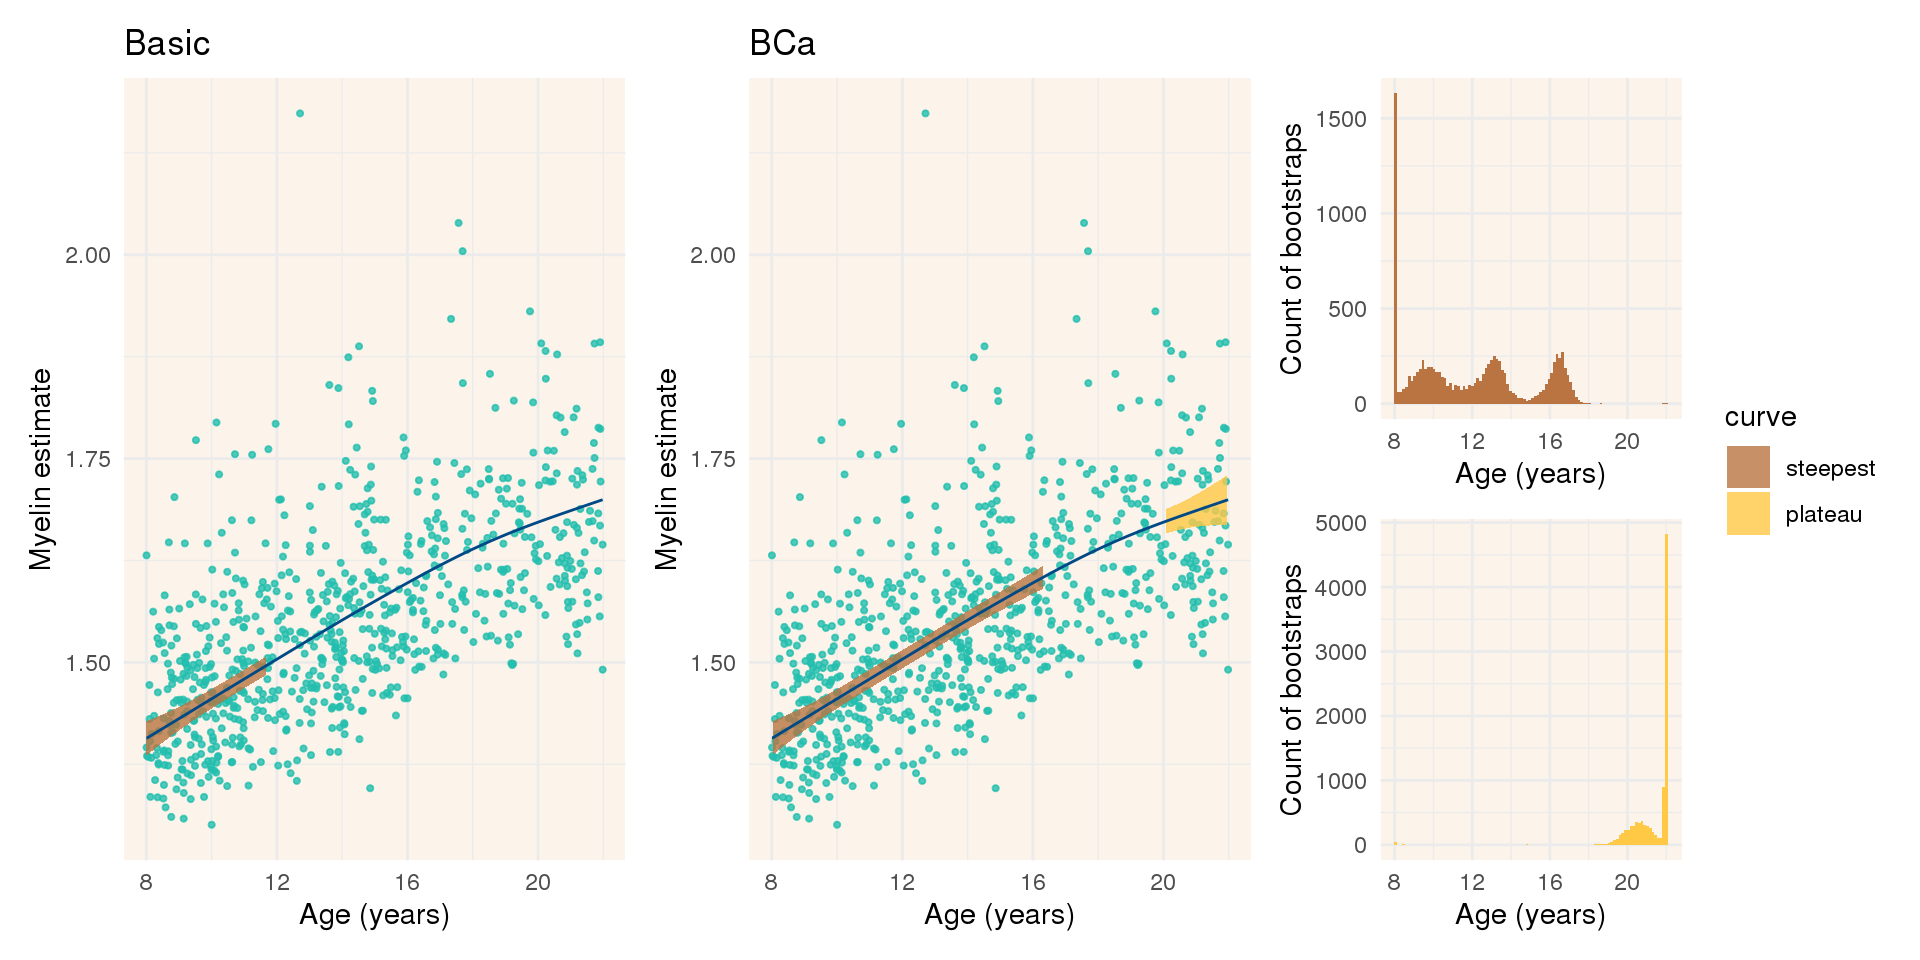 Basic
Myelin estimate
2.00
1.75
1.50
8 12 16 20
Age (years)
BCa
Myelin estimate
2.00
1.75
1.50
8 12 16 20
Age (years)
Count of bootstraps
1500
1000
500
0
8 12 16 20
Age (years)
Count of bootstraps
5000
4000
3000
2000
1000
0
8 12 16 20
Age (years)
curve
steepest
plateau